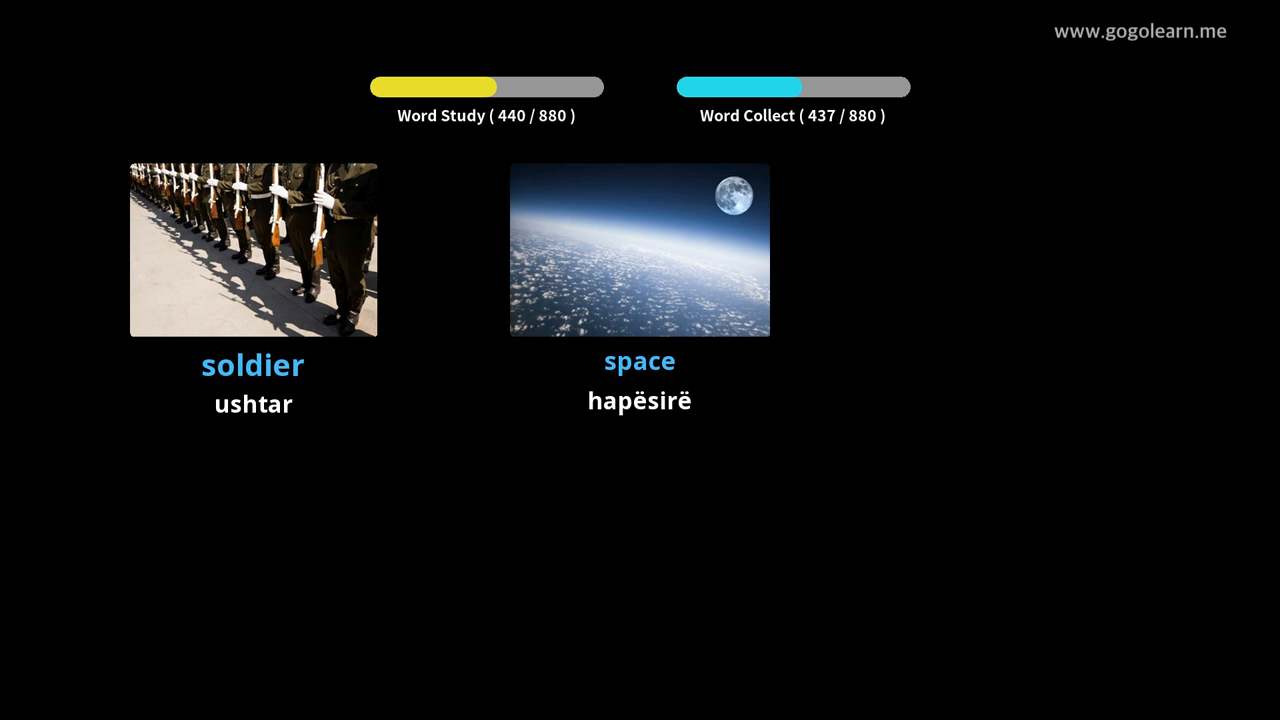 www.gogolearn.me
Word Study ( 440 / 880 )
Word Collect ( 437 / 880 )
soldier
ushtar
space
hapësirë